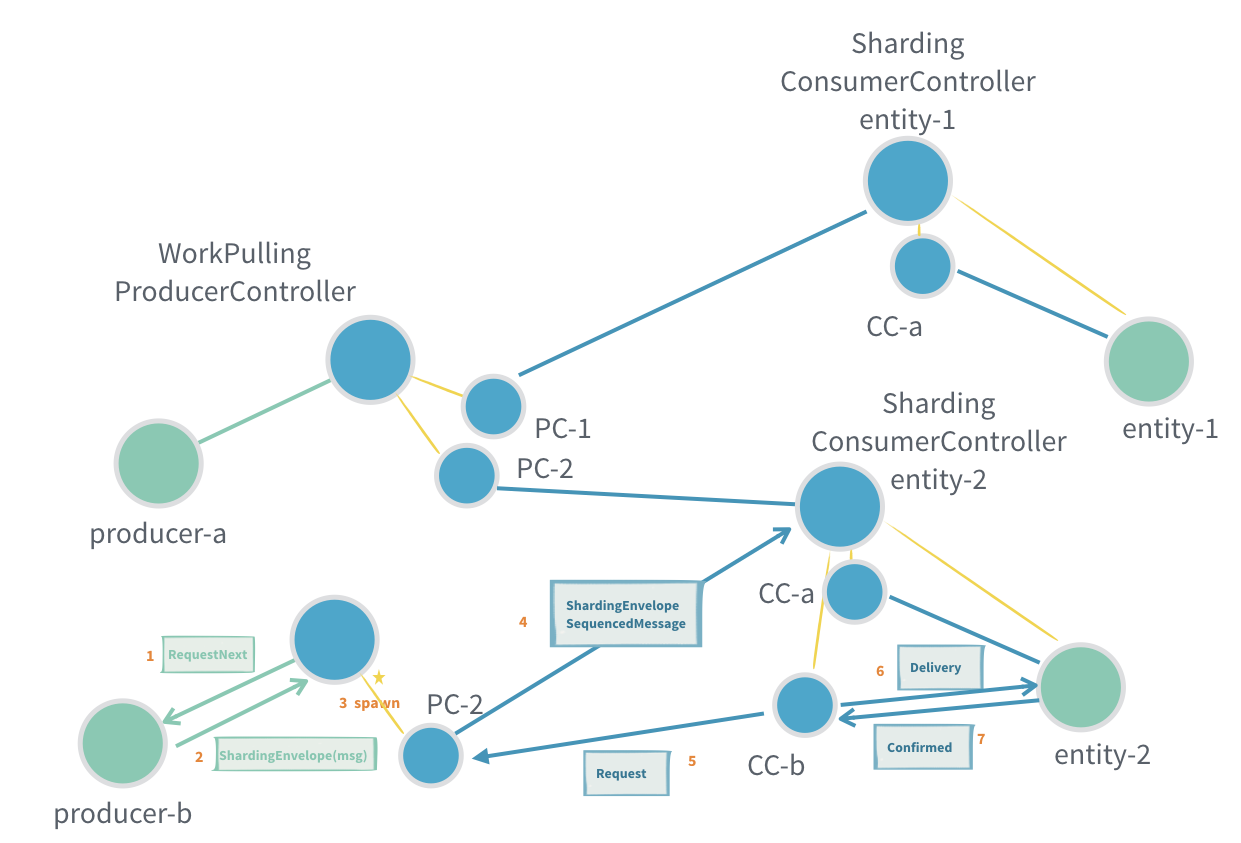 Sharding
ConsumerController
entity-1
WorkPulling
ProducerController
CC-a
PC-1
entity-1
Sharding
ConsumerController
entity-2
PC-2
producer-a
CC-a
ShardingEnvelope
SequencedMessage
4
1 RequestNext
3 spawn
PC-2
6 Delivery
2 ShardingEnvelope(msg)
Request 5
CC-b
Confirmed 7
entity-2
producer-b